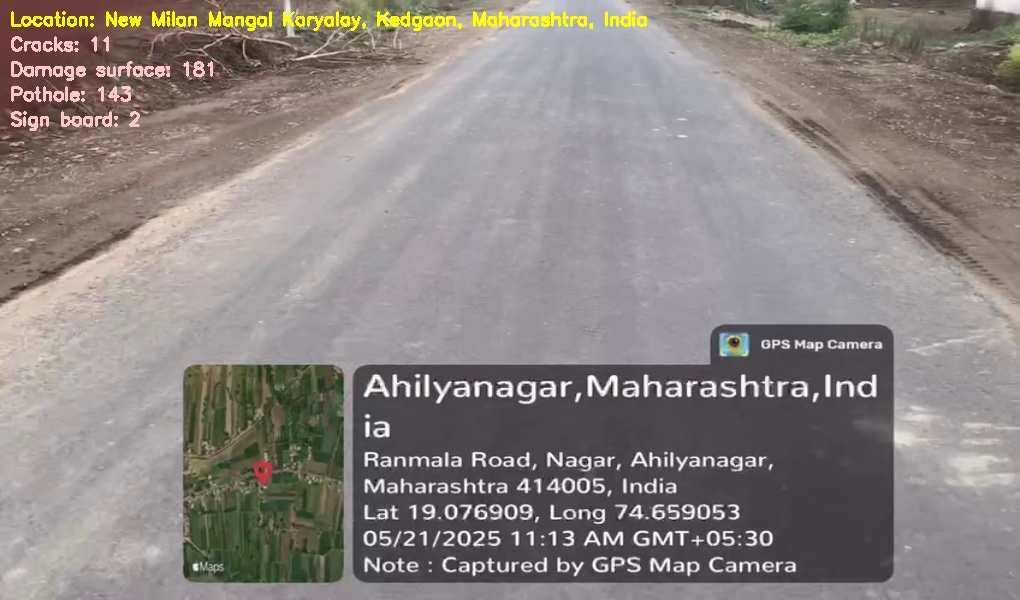 Location: New Milan Mangal Karyalay, Kedgaon, Maharashtra, India
Cracks: 11
Damage surface: 181
Pothole: 143
Sign board: 2
GPS Map Camera
Ahilyanagar,Maharashtra,Ind
ia
Ranmala Road, Nagar, Ahilyanagar,
Maharashtra 414005, India
Lat 19.076909, Long 74.659053
05/21/2025 11:13 AM GMT+05:30
Note : Captured by GPS Map Camera
Maps